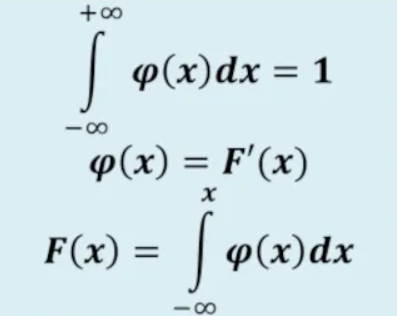 +∞
∫ φ(x)dx = 1
−∞
φ(x) = F′(x)
x
F(x) = ∫ φ(x)dx
−∞